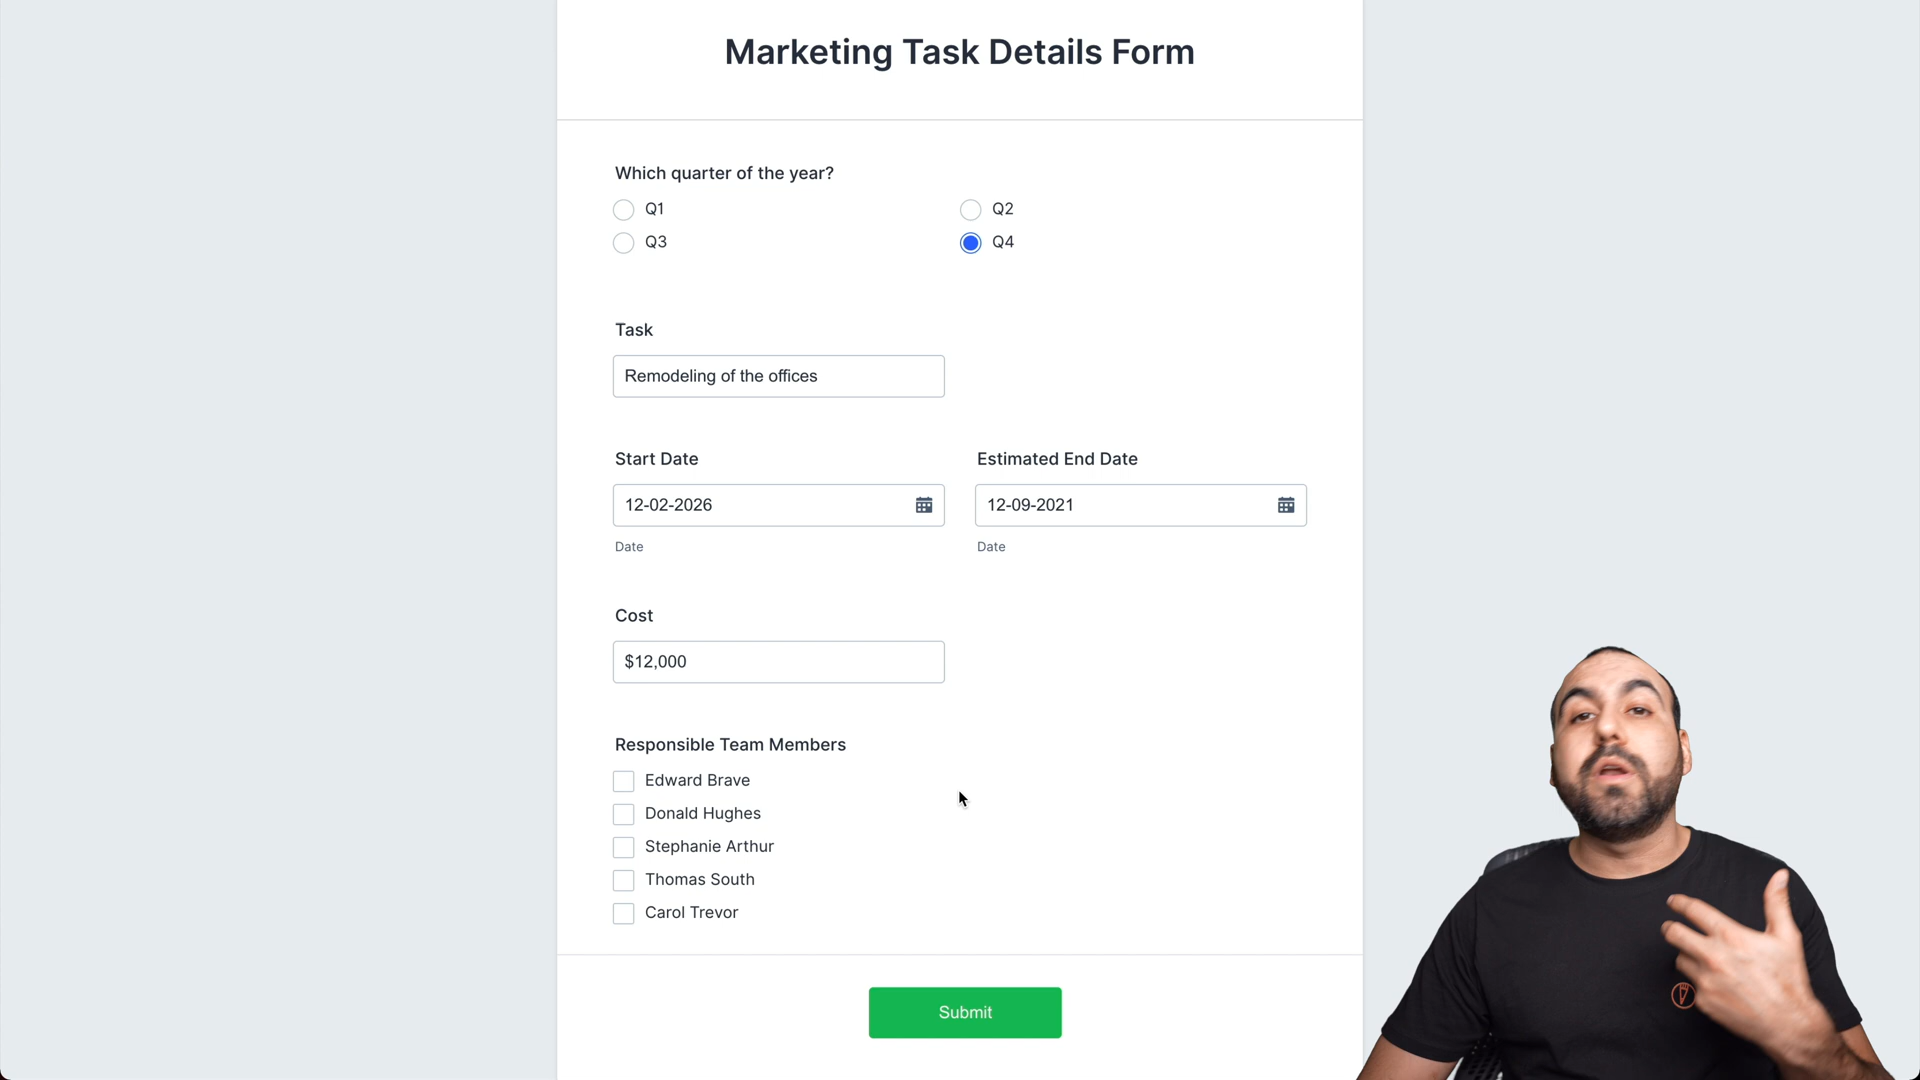 Marketing Task Details Form
Which quarter of the year?
Q1 Q2
Q3 Q4
Task
Remodeling of the offices
Start Date Estimated End Date
12-02-2026 12-09-2021
Date Date
Cost
$12,000
Responsible Team Members
Edward Brave
Donald Hughes
Stephanie Arthur
Thomas South
Carol Trevor
Submit